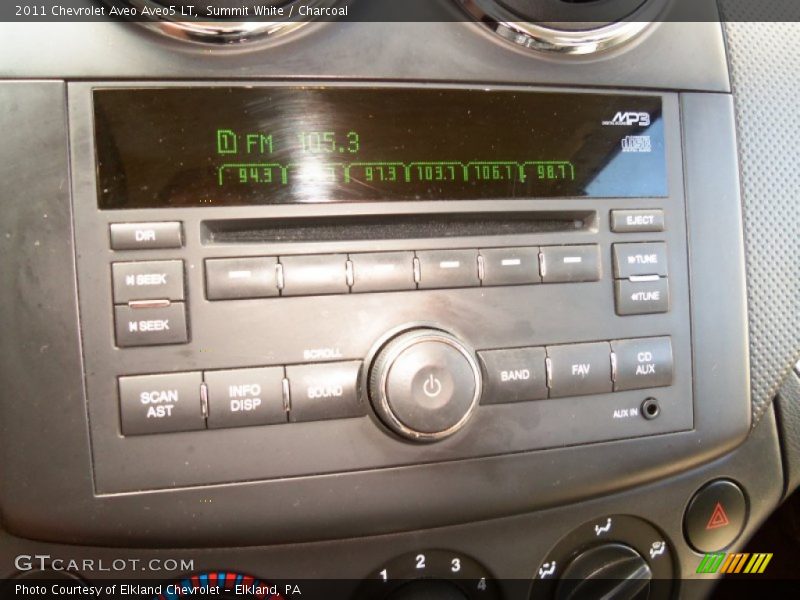 2011 Chevrolet Aveo Aveo5 LT, Summit White / Charcoal
MP3
1 FM 105.3
94.3 97.3 103.7 106.1 98.7
DIR
EJECT
SEEK
TUNE
SEEK
TUNE
SCROLL
SCAN AST
INFO DISP
SOUND
BAND
FAV
CD AUX
AUX IN
1 2 3 4
GTCARLOT.COM
Photo Courtesy of Elkland Chevrolet - Elkland, PA